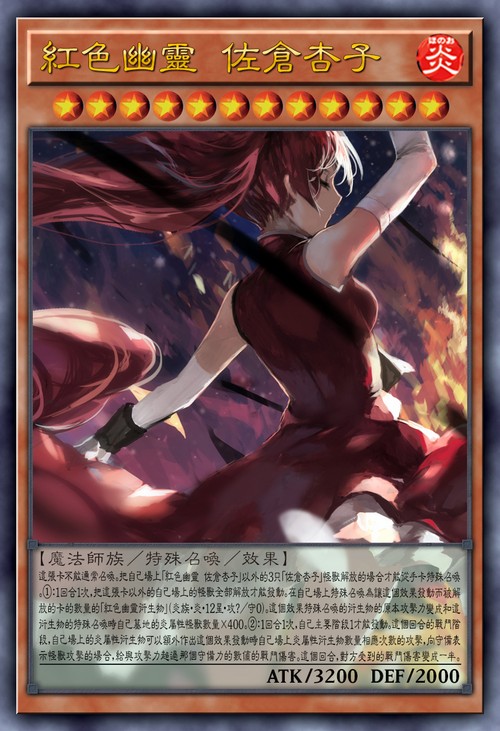 紅色幽靈 佐倉杏子
ほのお
炎
【魔法師族／特殊召喚／效果】
這張卡不能通常召喚。把自己場上「紅色幽靈 佐倉杏子」以外的3只「佐倉杏子」怪獸解放的場合才能從手卡特殊召喚
。①:1回合1次，把這張卡以外的自己場上的怪獸全部解放才能發動。在自己場上特殊召喚為讓這個效果發動而被解
放的卡的數量的「紅色幽靈衍生物」(炎族·炎·12星·攻?/守0)。這個效果特殊召喚的衍生物的原本攻擊力變成和這
衍生物的特殊召喚時自己墓地的炎屬性怪獸數量×400。②:1回合1次，自己主要階段1才能發動。這個回合的戰鬥階
段，自己場上的炎屬性衍生物可以額外作出這個效果發動時自己場上炎屬性衍生物數量相應次數的攻擊，向守備表
示怪獸攻擊的場合，給與攻擊力超過那個守備力的數值的戰鬥傷害。這個回合，對方受到的戰鬥傷害變成一半。
ATK/3200 DEF/2000